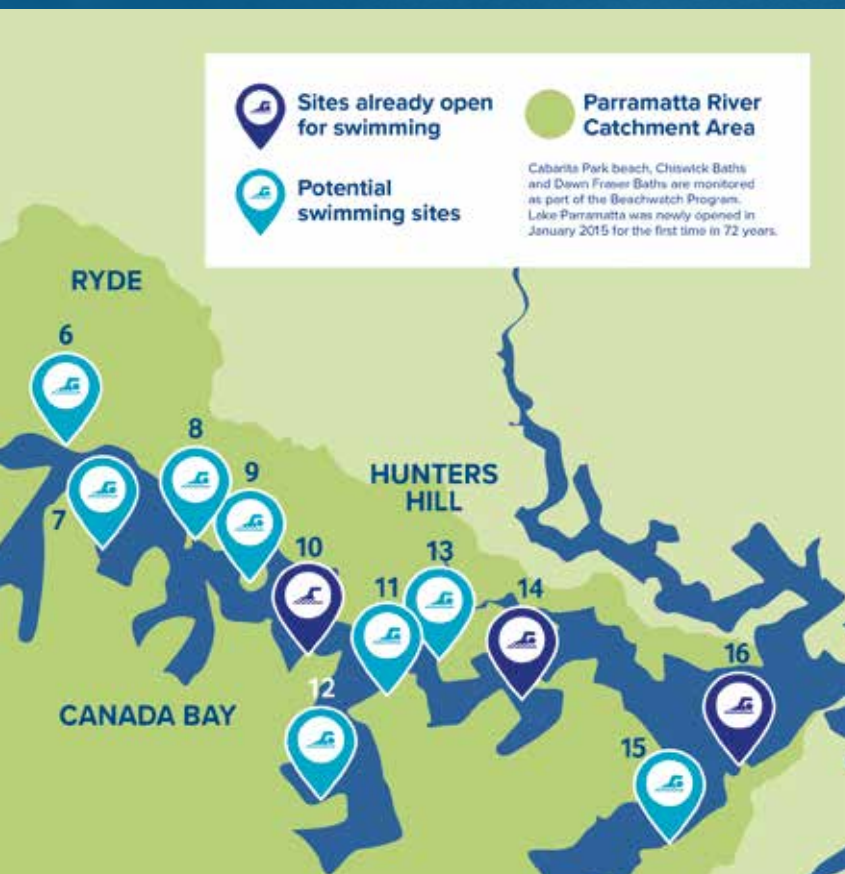 Sites already open
for swimming
Potential
swimming sites
Parramatta River
Catchment Area
Cabarita Park beach, Chiswick Baths
and Dawn Fraser Baths are monitored
as part of the Beachwatch Program.
Lake Parramatta was newly opened in
January 2015 for the first time in 72 years.
RYDE
6
8
9
7
HUNTERS
HILL
10
13
11
14
12
CANADA BAY
16
15